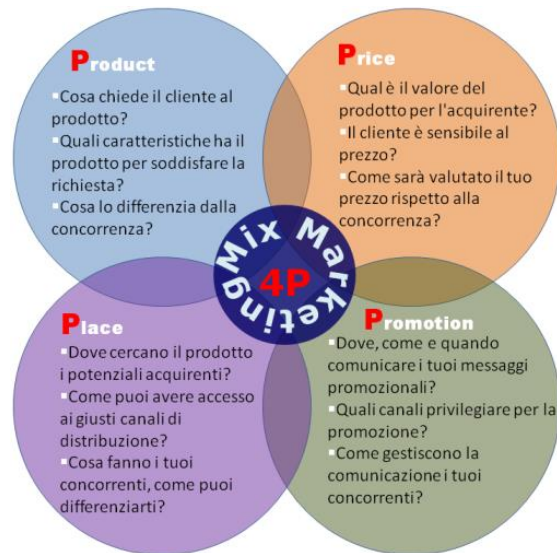 Product
▪Cosa chiede il cliente al
prodotto?
▪Quali caratteristiche ha il
prodotto per soddisfare la
richiesta?
▪Cosa lo differenzia dalla
concorrenza?
Price
▪Qual è il valore del
prodotto per l'acquirente?
▪Il cliente è sensibile al
prezzo?
▪Come sarà valutato il tuo
prezzo rispetto alla
concorrenza?
Mix Marketing
4P
Place
▪Dove cercano il prodotto
i potenziali acquirenti?
▪Come puoi avere accesso
ai giusti canali di
distribuzione?
▪Cosa fanno i tuoi
concorrenti, come puoi
differenziarti?
Promotion
▪Dove, come e quando
comunicare i tuoi messaggi
promozionali?
▪Quali canali privilegiare per la
promozione?
▪Come gestiscono la
comunicazione i tuoi
concorrenti?